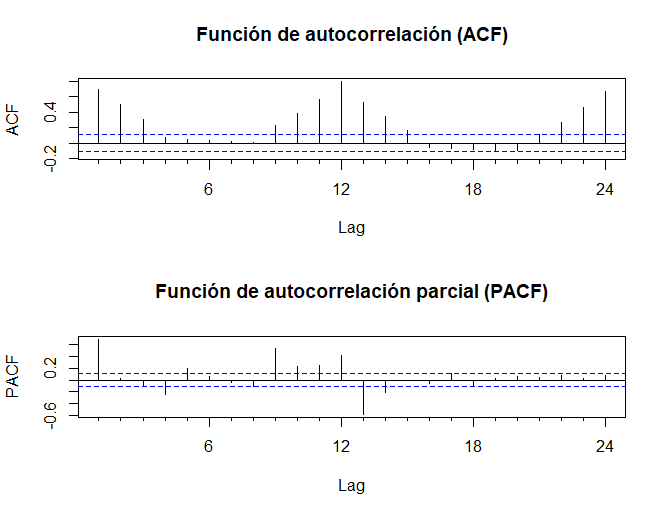 Función de autocorrelación (ACF)
ACF
0.4
-0.2
6 12 18 24
Lag
Función de autocorrelación parcial (PACF)
PACF
0.2
-0.6
6 12 18 24
Lag